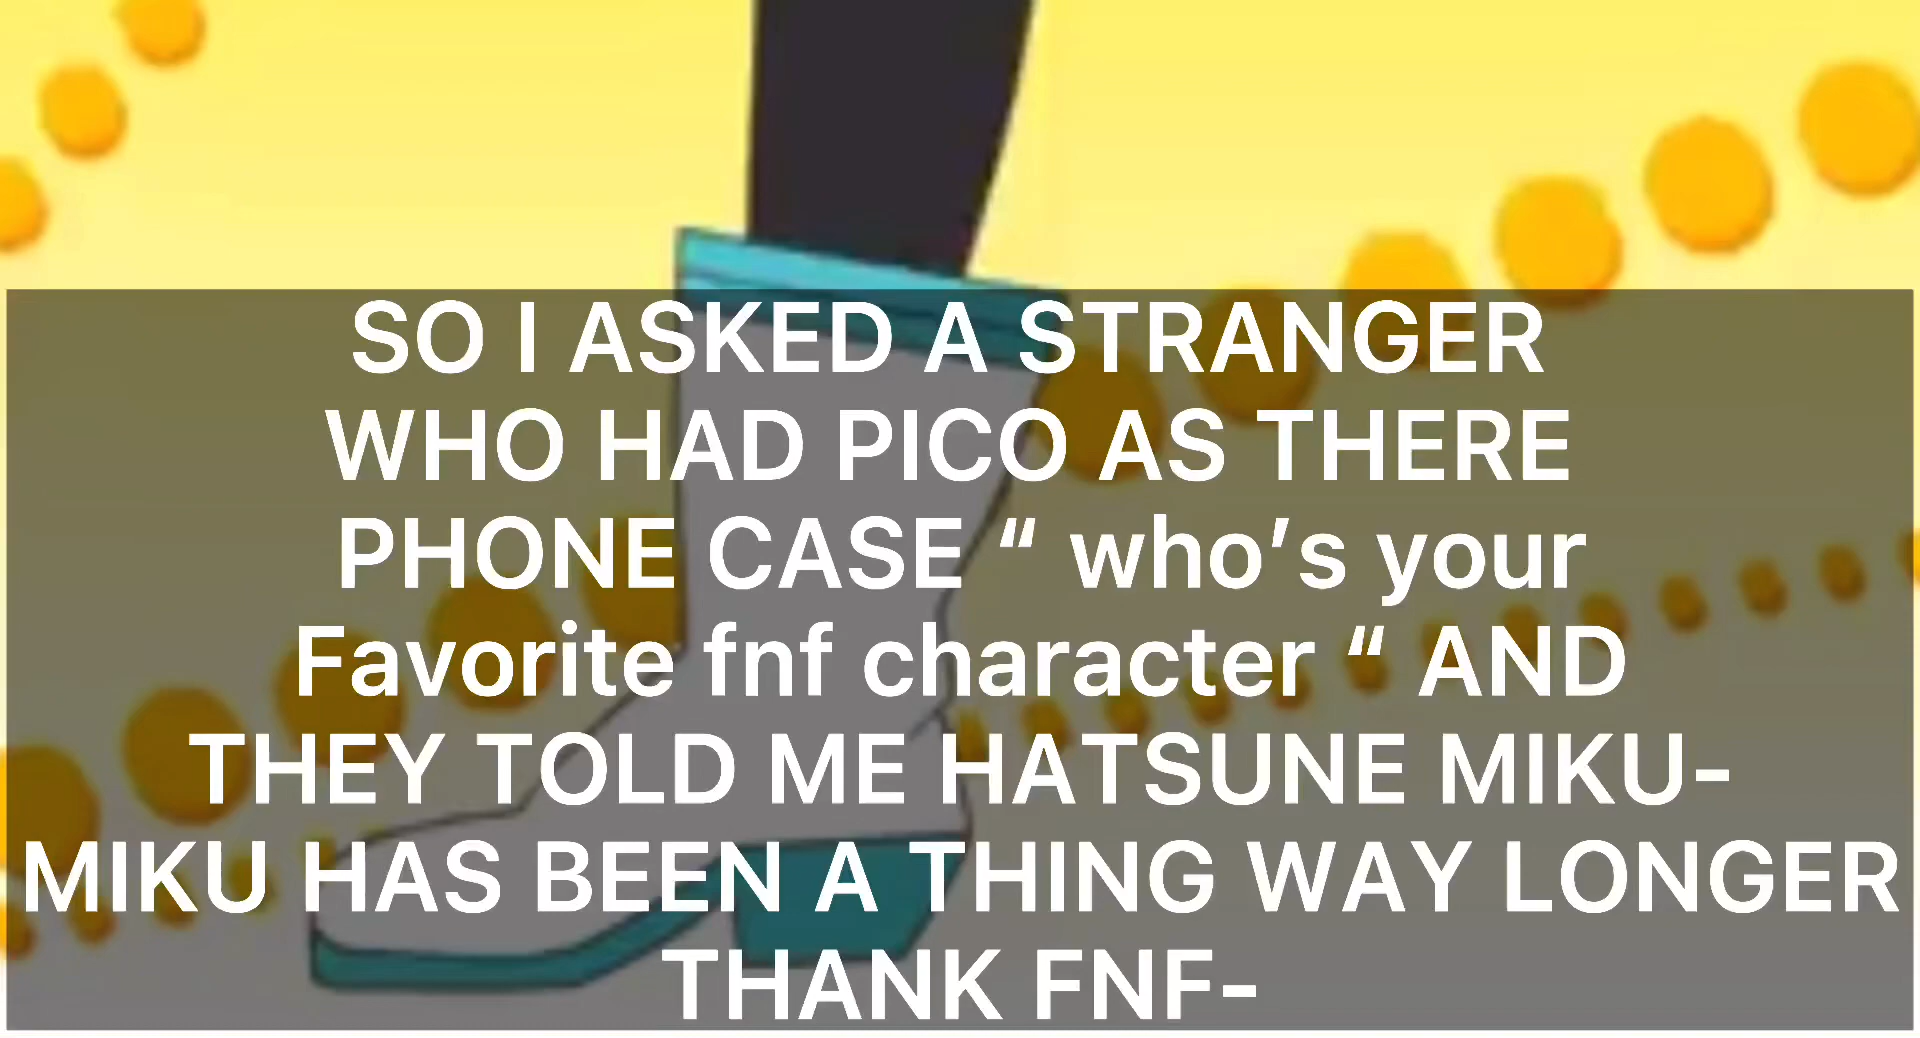 SO I ASKED A STRANGER
WHO HAD PICO AS THERE
PHONE CASE “ who’s your
Favorite fnf character “ AND
THEY TOLD ME HATSUNE MIKU-
MIKU HAS BEEN A THING WAY LONGER
THANK FNF-